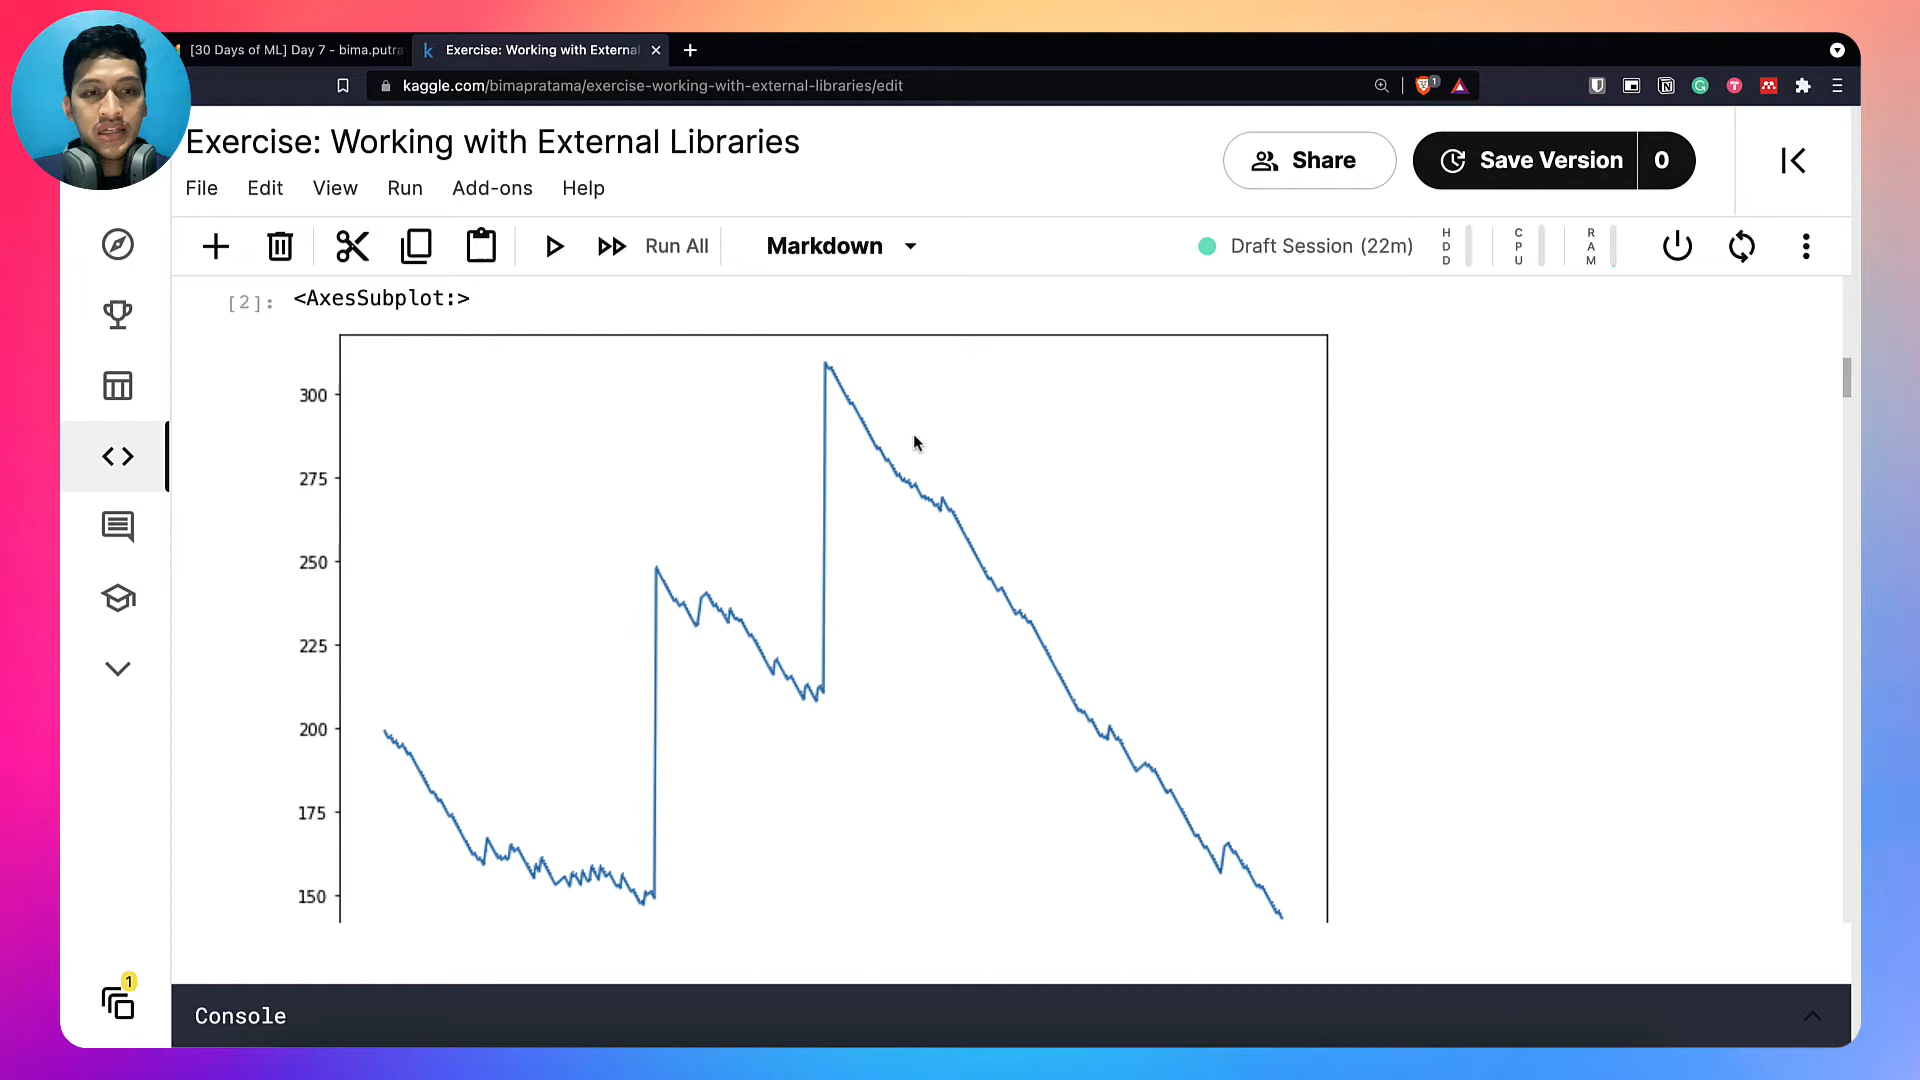 [30 Days of ML] Day 7 - bima.putra
Exercise: Working with External
kaggle.com/bimapratama/exercise-working-with-external-libraries/edit
1
Exercise: Working with External Libraries
Share
Save Version
0
File
Edit
View
Run
Add-ons
Help
Run All
Markdown
Draft Session (22m)
HDD
CPU
RAM
[2]:
<AxesSubplot:>
300
275
250
225
200
175
150
1
Console